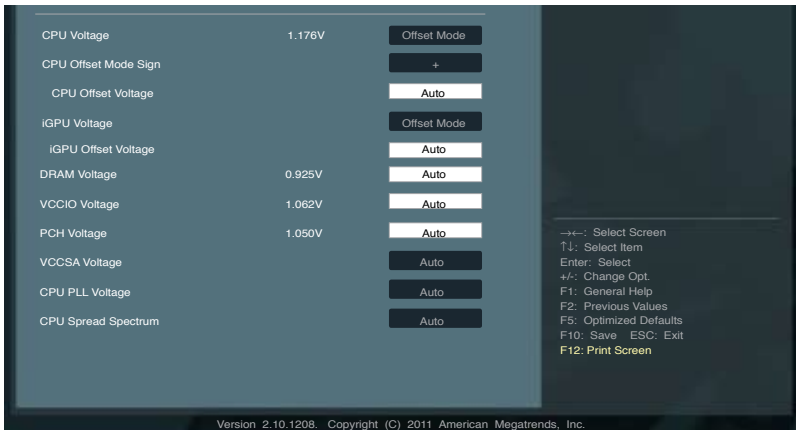 CPU Voltage 1.176V Offset Mode
CPU Offset Mode Sign +
CPU Offset Voltage Auto
iGPU Voltage Offset Mode
iGPU Offset Voltage Auto
DRAM Voltage 0.925V Auto
VCCIO Voltage 1.062V Auto
PCH Voltage 1.050V Auto
VCCSA Voltage Auto
CPU PLL Voltage Auto
CPU Spread Spectrum Auto
→←: Select Screen
↑↓: Select Item
Enter: Select
+/-: Change Opt.
F1: General Help
F2: Previous Values
F5: Optimized Defaults
F10: Save ESC: Exit
F12: Print Screen
Version 2.10.1208. Copyright (C) 2011 American Megatrends, Inc.